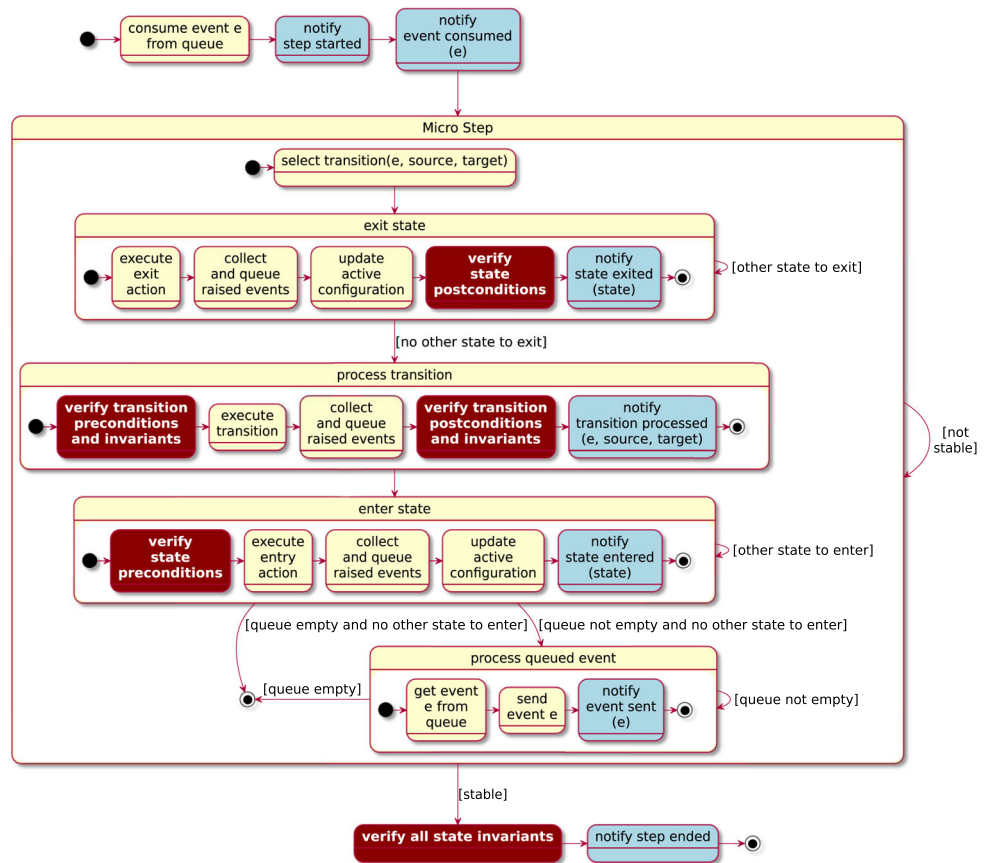 consume event e
from queue
notify
step started
notify
event consumed
(e)
Micro Step
select transition(e, source, target)
exit state
execute
exit
action
collect
and queue
raised events
update
active
configuration
verify
state
postconditions
notify
state exited
(state)
[other state to exit]
[no other state to exit]
process transition
verify transition
preconditions
and invariants
execute
transition
collect
and queue
raised events
verify transition
postconditions
and invariants
notify
transition processed
(e, source, target)
[not
stable]
enter state
verify
state
preconditions
execute
entry
action
collect
and queue
raised events
update
active
configuration
notify
state entered
(state)
[other state to enter]
[queue empty and no other state to enter]
[queue not empty and no other state to enter]
process queued event
[queue empty]
get event
e from
queue
send
event e
notify
event sent
(e)
[queue not empty]
[stable]
verify all state invariants
notify step ended